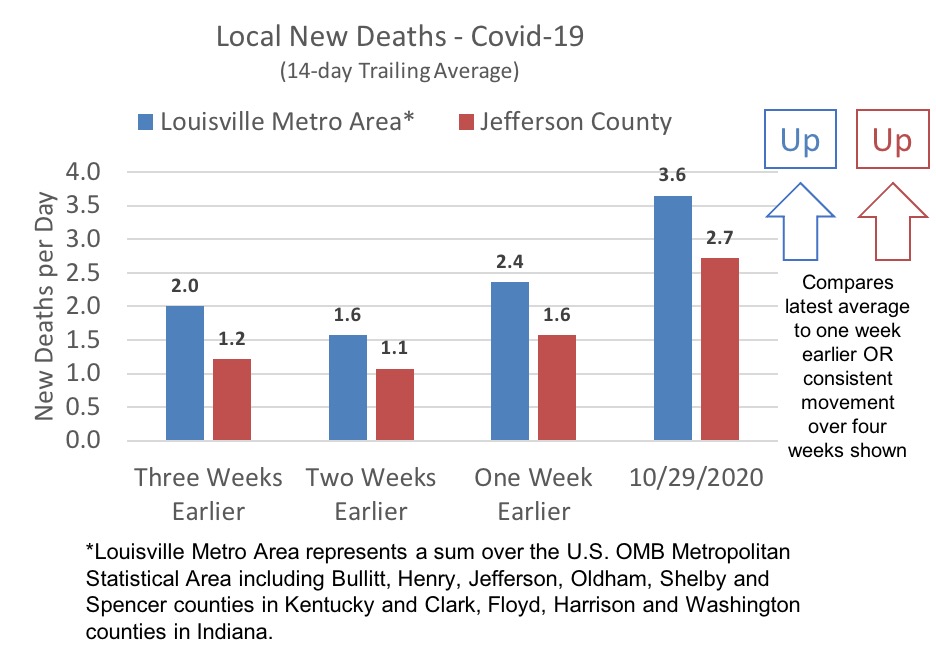 Local New Deaths - Covid-19
(14-day Trailing Average)
Louisville Metro Area*
Jefferson County
Up
Up
New Deaths per Day
4.0
3.5
3.0
2.5
2.0
1.5
1.0
0.5
0.0
2.0
1.2
1.6
1.1
2.4
1.6
3.6
2.7
Three Weeks
Earlier
Two Weeks
Earlier
One Week
Earlier
10/29/2020
Compares
latest average
to one week
earlier OR
consistent
movement
over four
weeks shown
*Louisville Metro Area represents a sum over the U.S. OMB Metropolitan
Statistical Area including Bullitt, Henry, Jefferson, Oldham, Shelby and
Spencer counties in Kentucky and Clark, Floyd, Harrison and Washington
counties in Indiana.